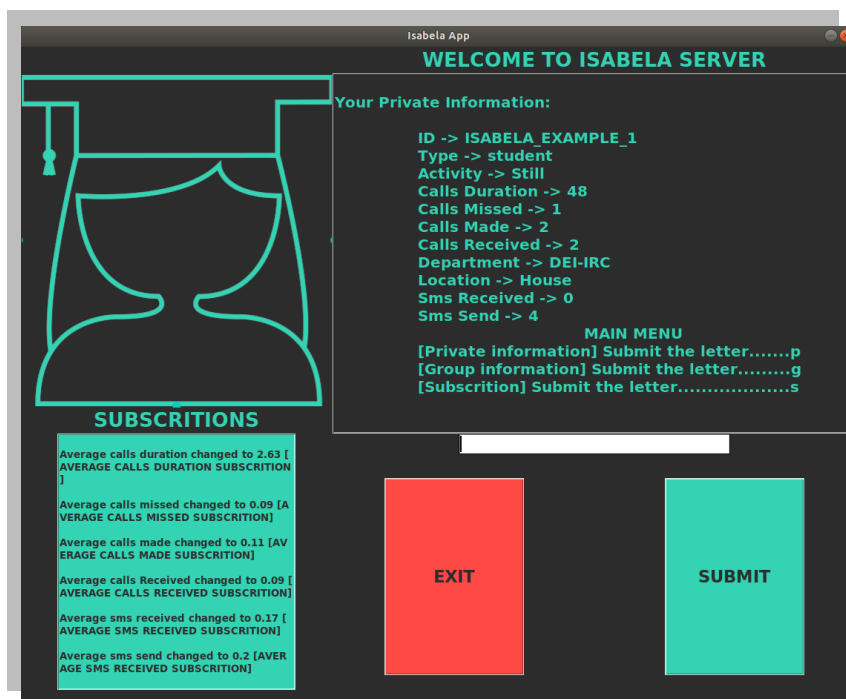 Isabela App
WELCOME TO ISABELA SERVER
Your Private Information:
ID -> ISABELA_EXAMPLE_1
Type -> student
Activity -> Still
Calls Duration -> 48
Calls Missed -> 1
Calls Made -> 2
Calls Received -> 2
Department -> DEI-IRC
Location -> House
Sms Received -> 0
Sms Send -> 4
MAIN MENU
[Private information] Submit the letter.......p
[Group information] Submit the letter.........g
[Subscrition] Submit the letter...................s
SUBSCRITIONS
Average calls duration changed to 2.63 [
AVERAGE CALLS DURATION SUBSCRITION
]
Average calls missed changed to 0.09 [A
VERAGE CALLS MISSED SUBSCRITION]
Average calls made changed to 0.11 [AV
ERAGE CALLS MADE SUBSCRITION]
Average calls Received changed to 0.09 [
AVERAGE CALLS RECEIVED SUBSCRITION]
Average sms received changed to 0.17 [
AVERAGE SMS RECEIVED SUBSCRITION]
Average sms send changed to 0.2 [AVER
AGE SMS RECEIVED SUBSCRITION]
EXIT
SUBMIT